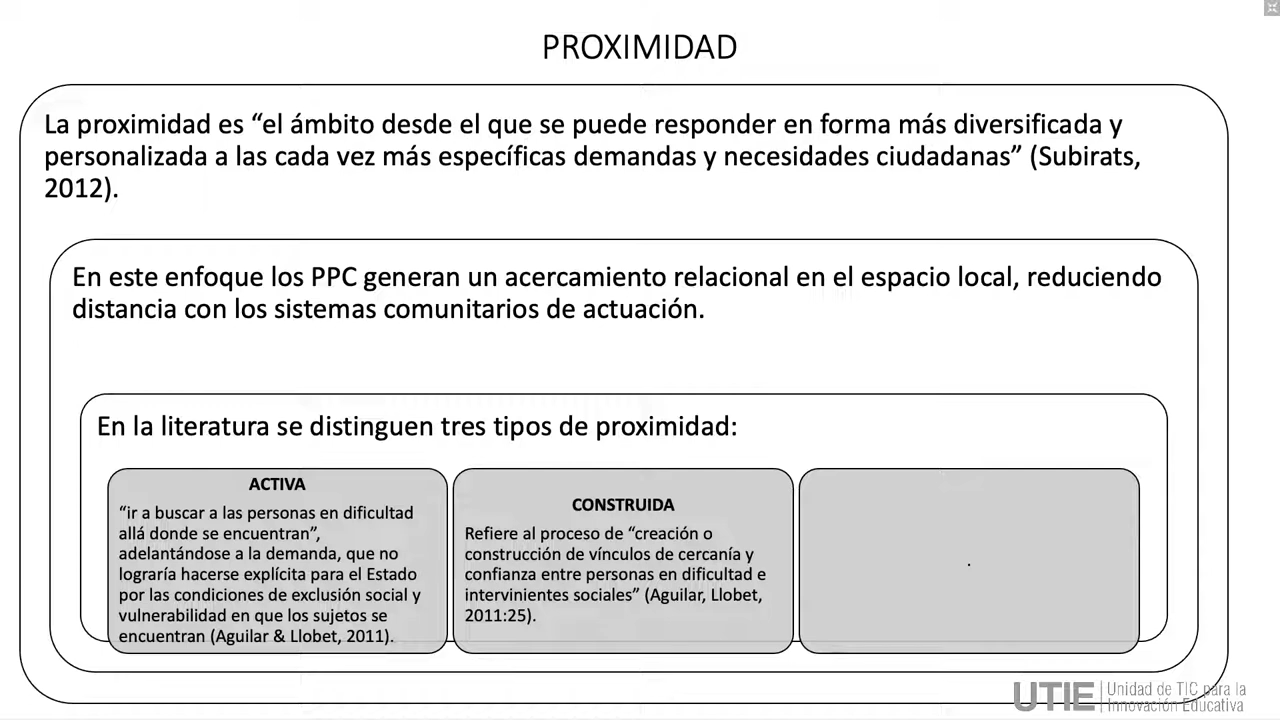 PROXIMIDAD
La proximidad es “el ámbito desde el que se puede responder en forma más diversificada y
personalizada a las cada vez más específicas demandas y necesidades ciudadanas” (Subirats,
2012).
En este enfoque los PPC generan un acercamiento relacional en el espacio local, reduciendo
distancia con los sistemas comunitarios de actuación.
En la literatura se distinguen tres tipos de proximidad:
ACTIVA
“ir a buscar a las personas en dificultad
allá donde se encuentran”,
adelantándose a la demanda, que no
lograría hacerse explícita para el Estado
por las condiciones de exclusión social y
vulnerabilidad en que los sujetos se
encuentran (Aguilar & Llobet, 2011).
CONSTRUIDA
Refiere al proceso de “creación o
construcción de vínculos de cercanía y
confianza entre personas en dificultad e
intervinientes sociales” (Aguilar, Llobet,
2011:25).
.
UTIE
Unidad de TIC para la
Innovación Educativa